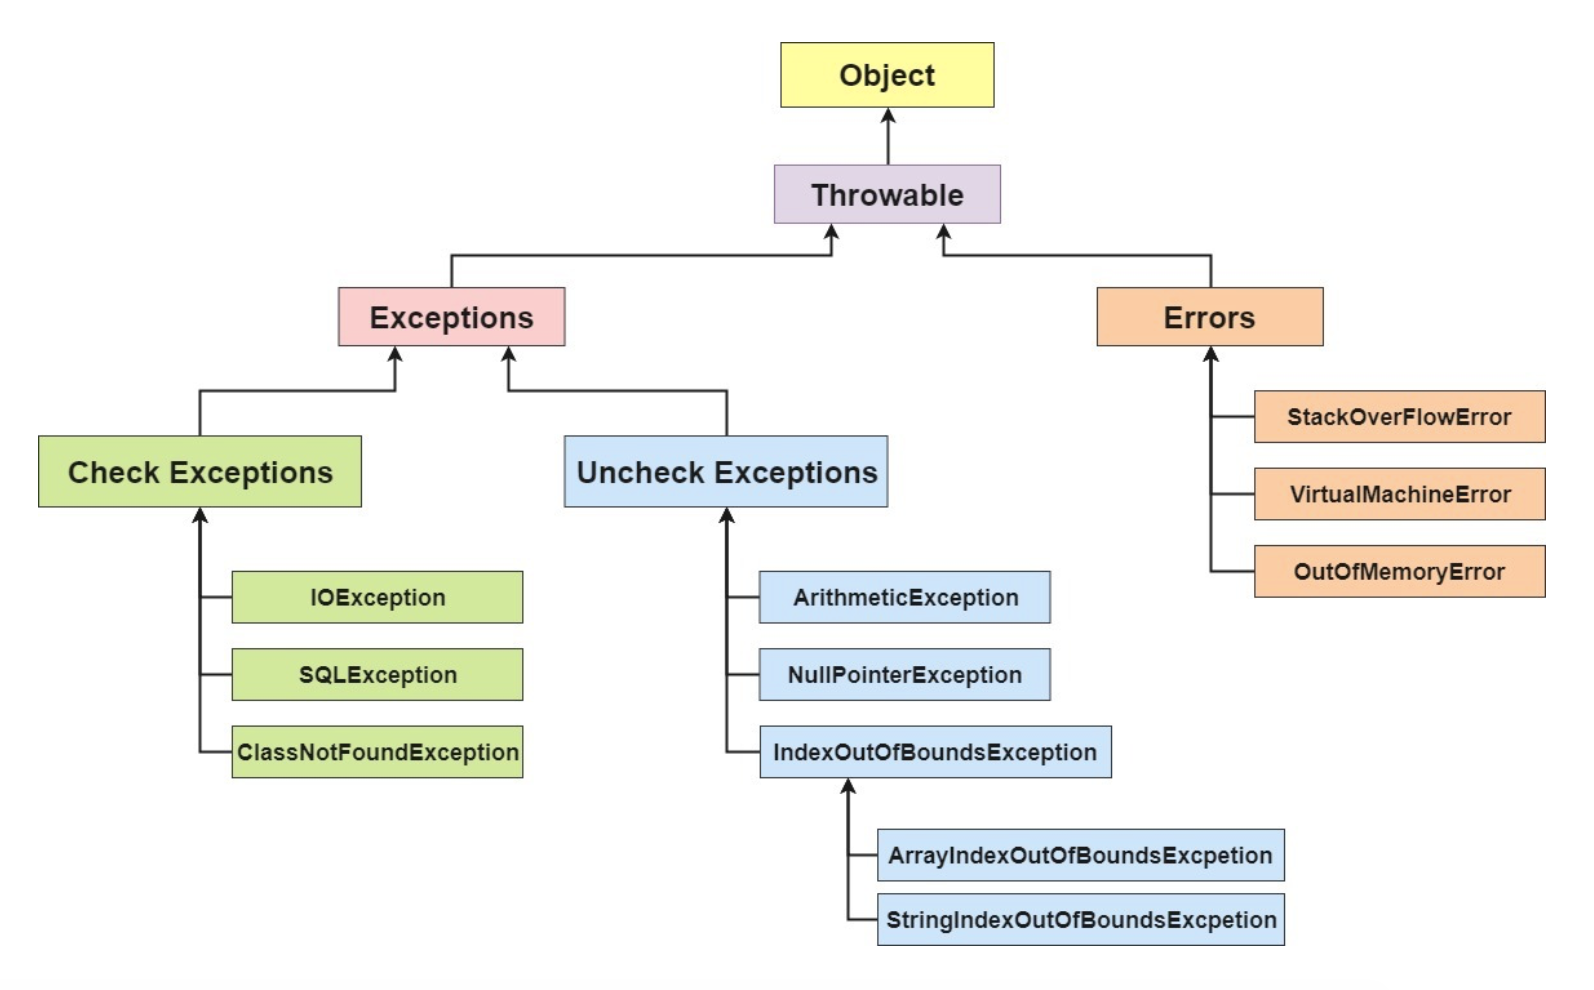 Object
Throwable
Exceptions
Errors
Check Exceptions
IOException
SQLException
ClassNotFoundException
Uncheck Exceptions
ArithmeticException
NullPointerException
IndexOutOfBoundsException
ArrayIndexOutOfBoundsExcpetion
StringIndexOutOfBoundsExcpetion
StackOverFlowError
VirtualMachineError
OutOfMemoryError